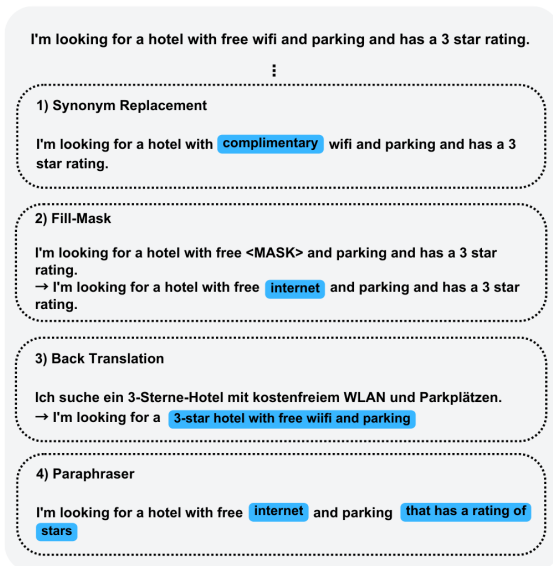 I'm looking for a hotel with free wifi and parking and has a 3 star rating.
⋮
1) Synonym Replacement
I'm looking for a hotel with complimentary wifi and parking and has a 3
star rating.
2) Fill-Mask
I'm looking for a hotel with free <MASK> and parking and has a 3 star
rating.
→ I'm looking for a hotel with free internet and parking and has a 3 star
rating.
3) Back Translation
Ich suche ein 3-Sterne-Hotel mit kostenfreiem WLAN und Parkplätzen.
→ I'm looking for a 3-star hotel with free wiifi and parking
4) Paraphraser
I'm looking for a hotel with free internet and parking that has a rating of
stars